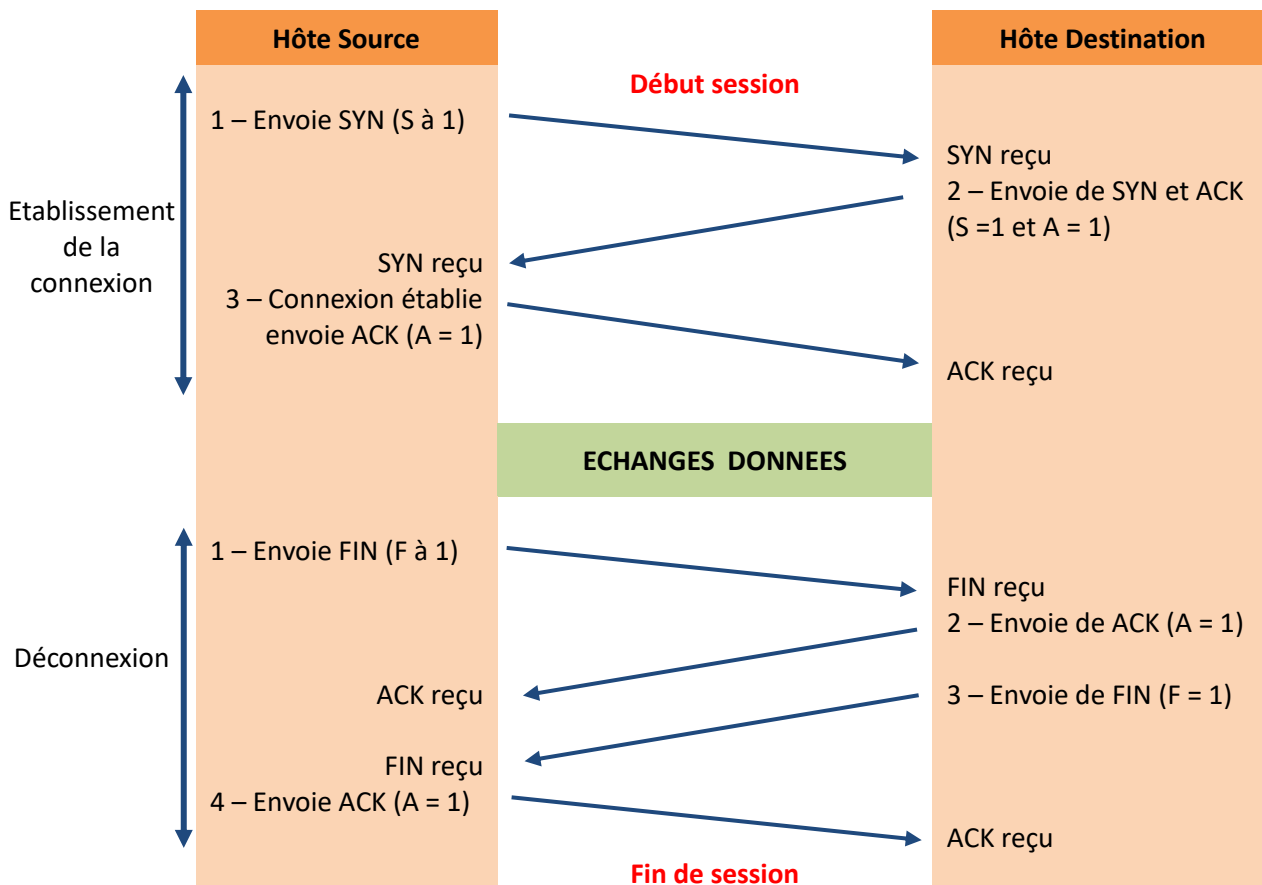 Hôte Source
Hôte Destination
Début session
1 – Envoie SYN (S à 1)
SYN reçu
2 – Envoie de SYN et ACK
(S =1 et A = 1)
Etablissement
de la
connexion
SYN reçu
3 – Connexion établie
envoie ACK (A = 1)
ACK reçu
ECHANGES DONNEES
1 – Envoie FIN (F à 1)
FIN reçu
2 – Envoie de ACK (A = 1)
Déconnexion
ACK reçu
3 – Envoie de FIN (F = 1)
FIN reçu
4 – Envoie ACK (A = 1)
ACK reçu
Fin de session